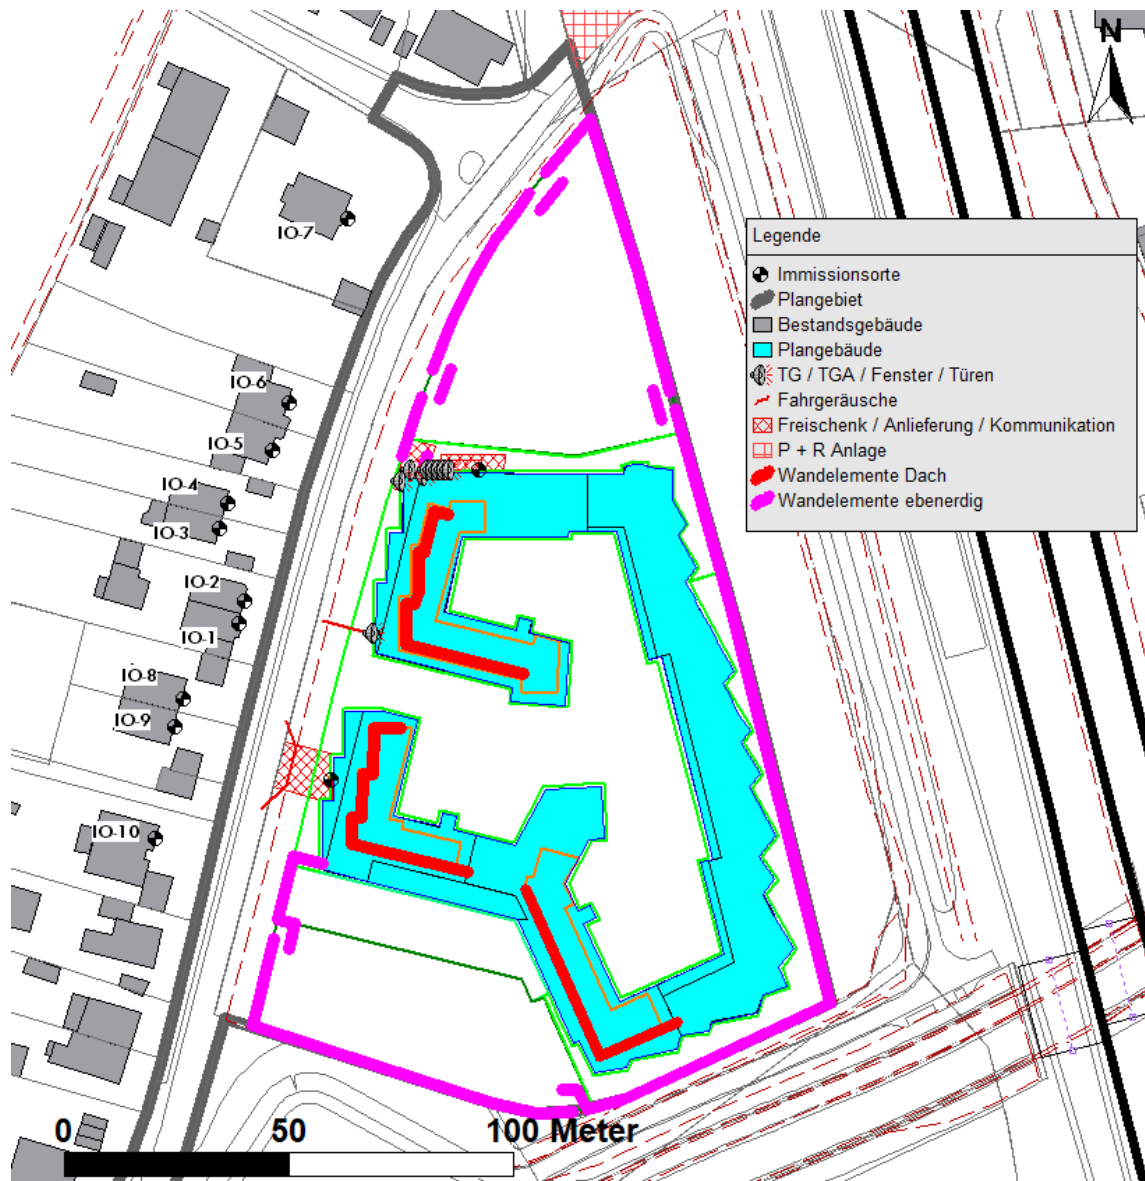 N
IO-7
Legende
Immissionsorte
Plangebiet
Bestandsgebäude
Plangebäude
TG / TGA / Fenster / Türen
Fahrgeräusche
Freischenk / Anlieferung / Kommunikation
P + R Anlage
Wandelemente Dach
Wandelemente ebenerdig
IO-6
IO-5
IO-4
IO-3
IO-2
IO-1
IO-8
IO-9
IO-10
0 50 100 Meter